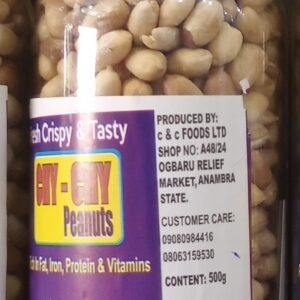 esh Crispy & Tasty
CHY-CHY
Peanuts
ch In Fat, Iron, Protein & Vitamins
PRODUCED BY:
c & c FOODS LTD
SHOP NO: A48/24
OGBARU RELIEF
MARKET, ANAMBRA
STATE.
CUSTOMER CARE:
09080984416
08063159530
CONTENT: 500g